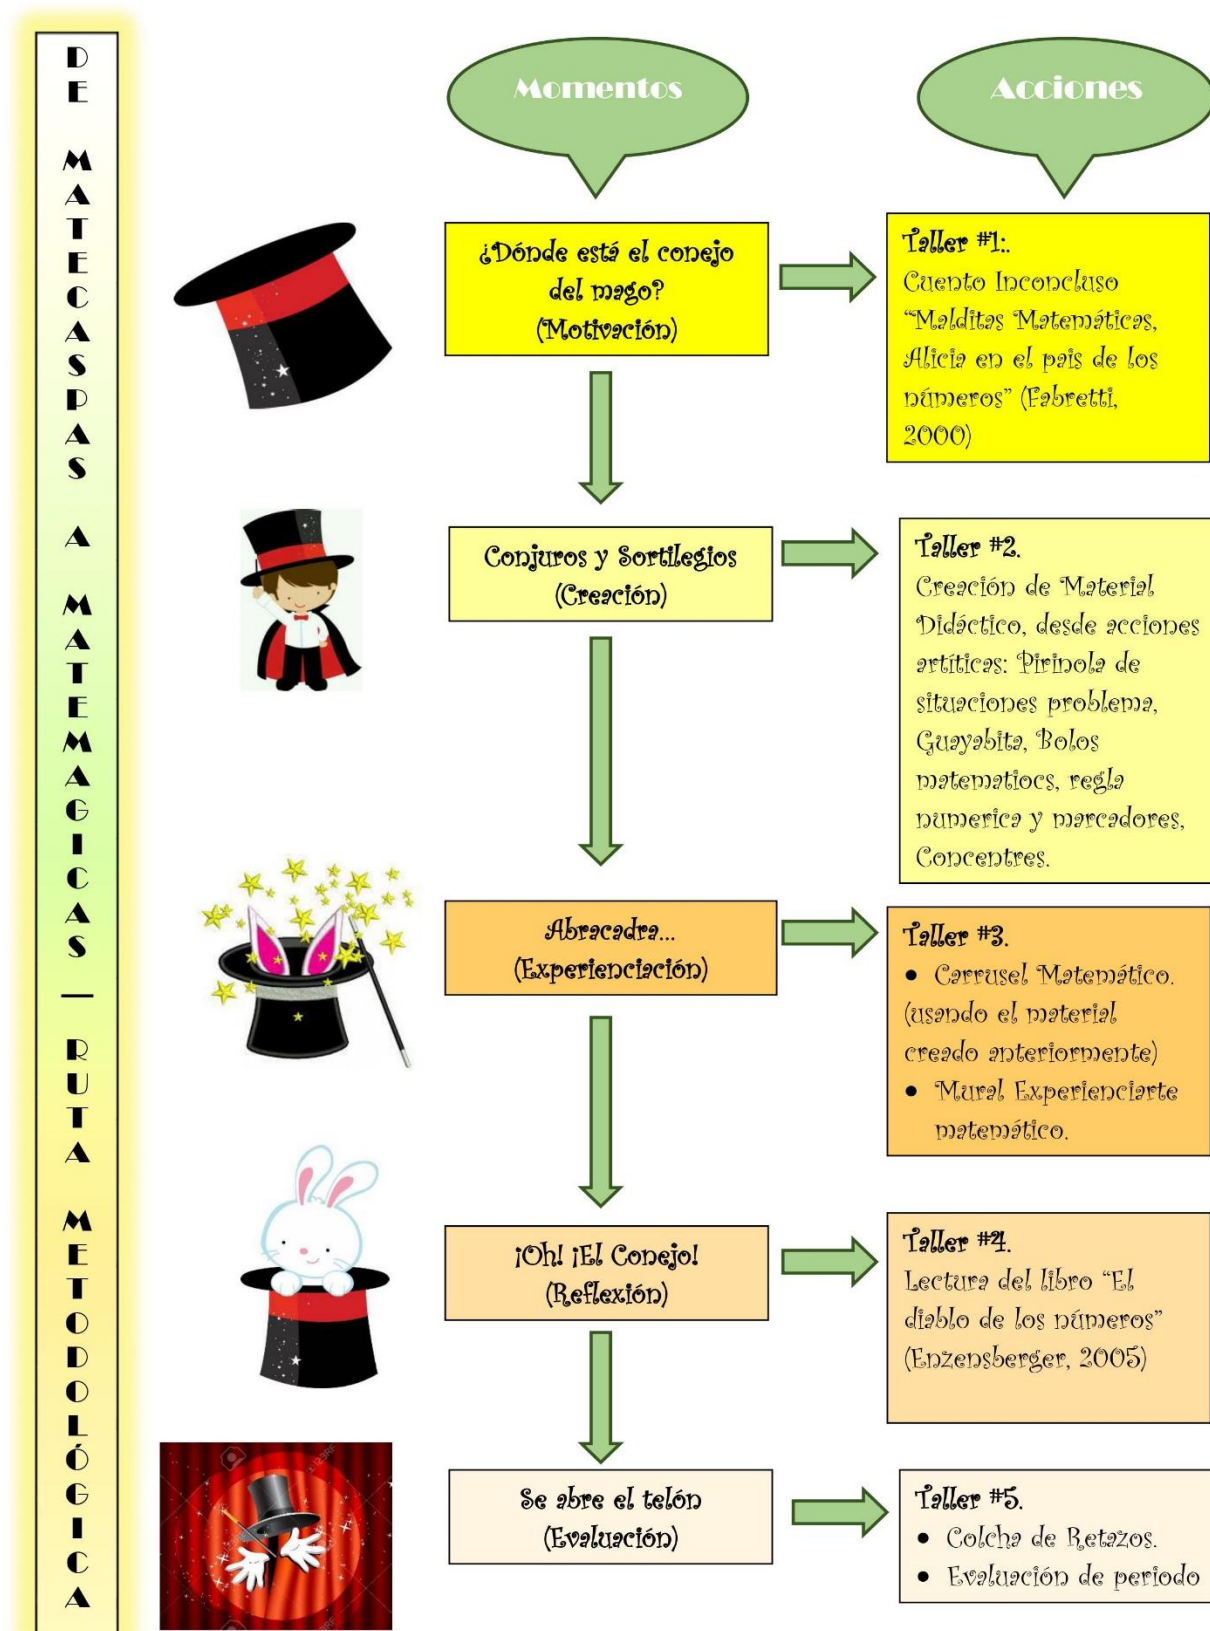 DE MATECASPAS A MATEMAGICAS – RUTA METODOLÓGICA
Momentos
Acciones
¿Dónde está el conejo
del mago?
(Motivación)
Taller #1:.
Cuento Inconcluso
“Malditas Matemáticas,
Alicia en el pais de los
números” (Fabretti,
2000)
Conjuros y Sortilegios
(Creación)
Taller #2.
Creación de Material
Didáctico, desde acciones
artíticas: Pirinola de
situaciones problema,
Guayabita, Bolos
matematiocs, regla
numerica y marcadores,
Concentres.
Abracadra...
(Experienciación)
Taller #3.
• Carrusel Matemático.
(usando el material
creado anteriormente)
• Mural Experienciarte
matemático.
¡Oh! ¡El Conejo!
(Reflexión)
Taller #4.
Lectura del libro “El
diablo de los números”
(Enzensberger, 2005)
Se abre el telón
(Evaluación)
Taller #5.
• Colcha de Retazos.
• Evaluación de periodo
123RF